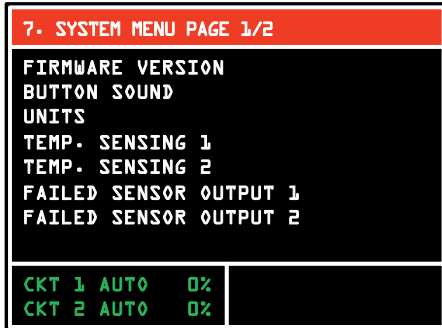 7. SYSTEM MENU PAGE 1/2
FIRMWARE VERSION
BUTTON SOUND
UNITS
TEMP. SENSING 1
TEMP. SENSING 2
FAILED SENSOR OUTPUT 1
FAILED SENSOR OUTPUT 2
CKT 1 AUTO 0%
CKT 2 AUTO 0%